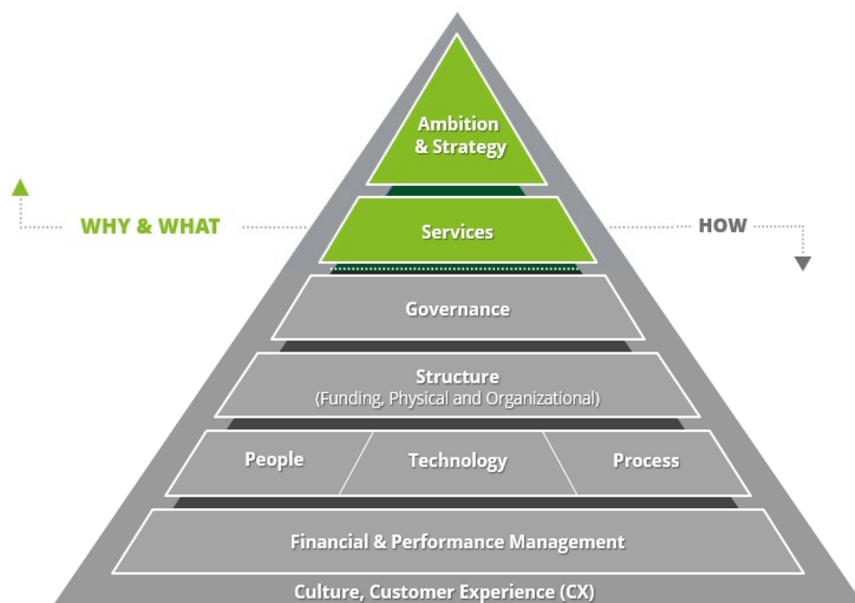 Ambition
& Strategy
WHY & WHAT
Services
HOW
Governance
Structure
(Funding, Physical and Organizational)
People
Technology
Process
Financial & Performance Management
Culture, Customer Experience (CX)